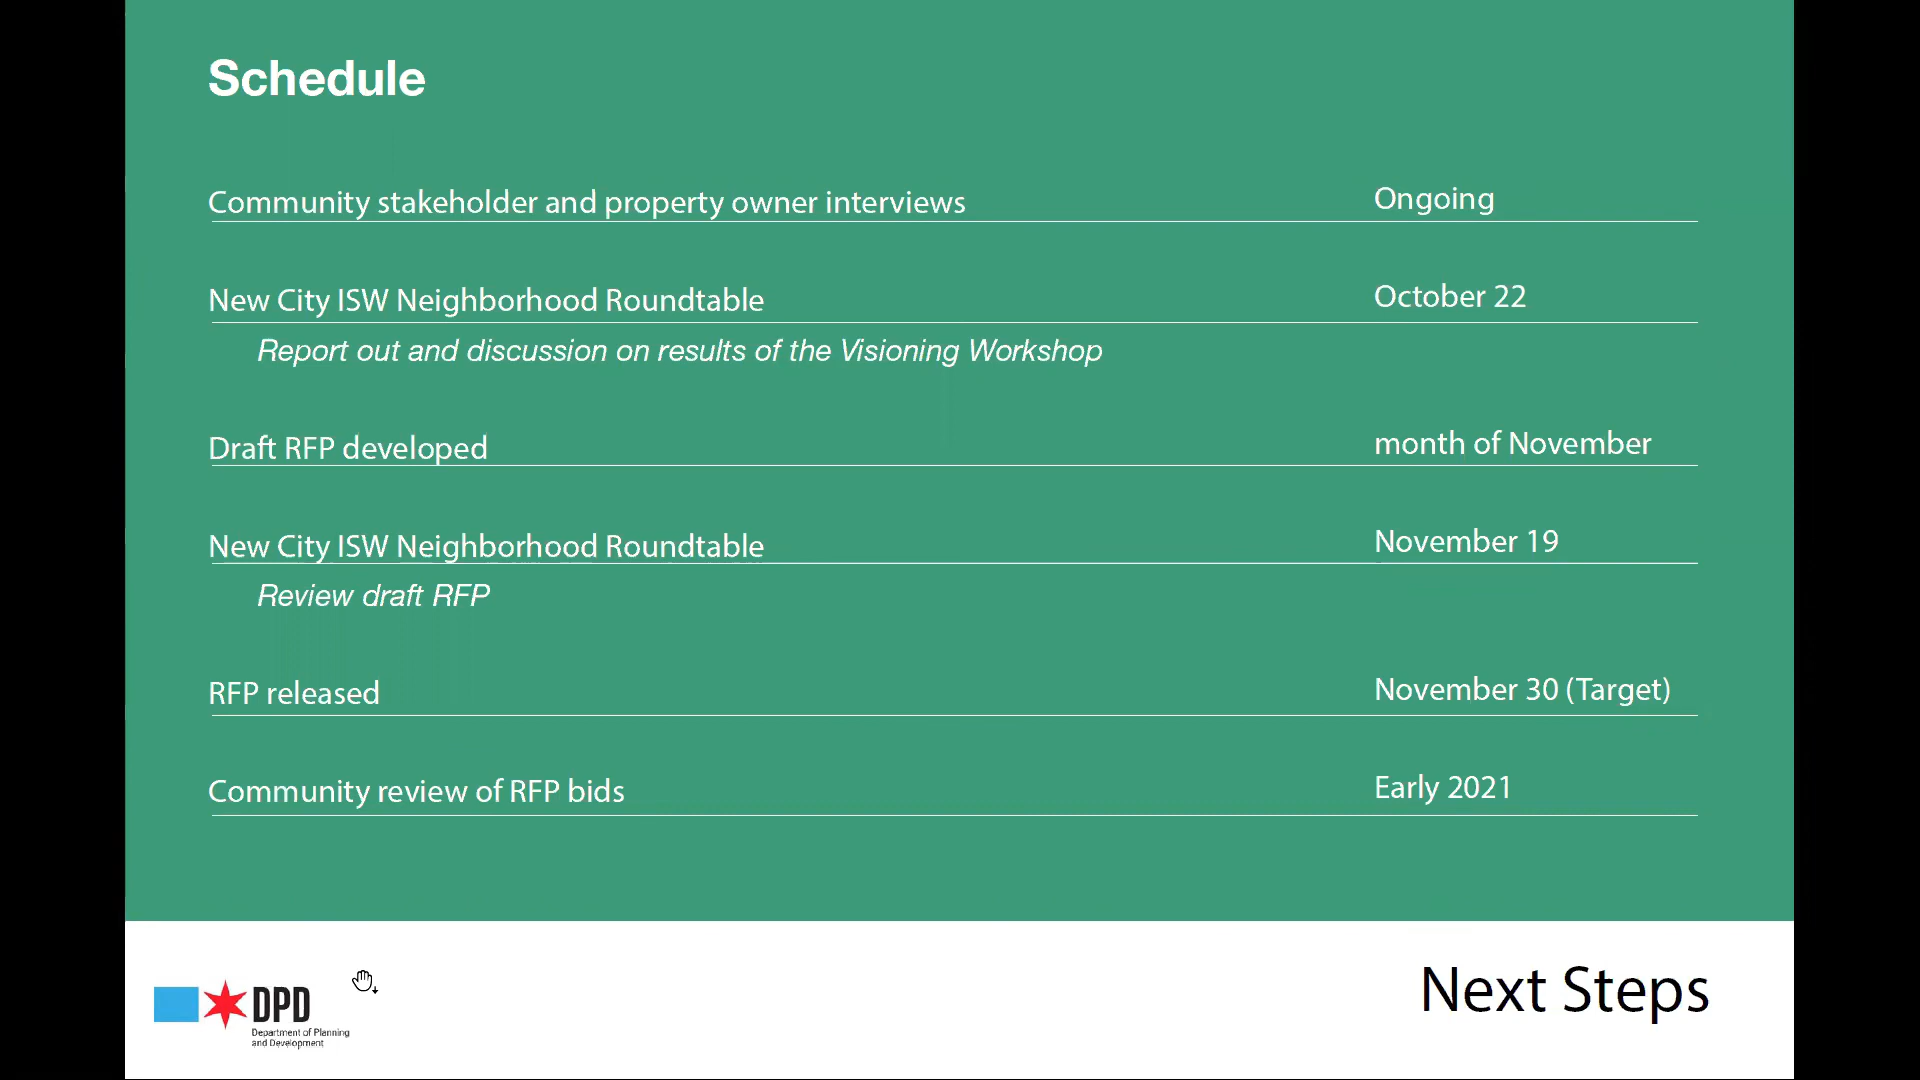 Schedule
Community stakeholder and property owner interviews Ongoing
New City ISW Neighborhood Roundtable October 22
Report out and discussion on results of the Visioning Workshop
Draft RFP developed month of November
New City ISW Neighborhood Roundtable November 19
Review draft RFP
RFP released November 30 (Target)
Community review of RFP bids Early 2021
DPD
Department of Planning
and Development
Next Steps